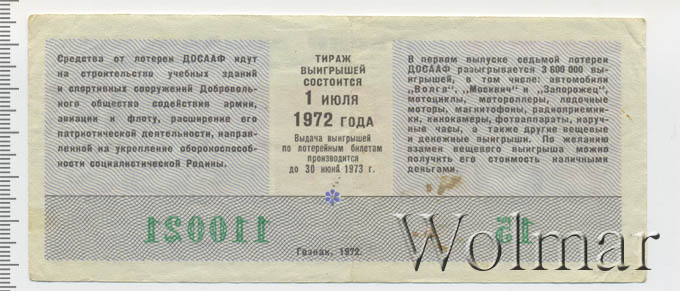 Средства от лотереи ДОСААФ идут
на строительство учебных зданий
и спортивных сооружений Доброволь-
ного общества содействия армии,
авиации и флоту, расширение его
патриотической деятельности, направ-
ленной на укрепление обороноспособ-
ности социалистической Родины.
ТИРАЖ
ВЫИГРЫШЕЙ
СОСТОИТСЯ
1 ИЮЛЯ
1972 ГОДА
Выдача выигрышей
по лотерейным билетам
производится
до 30 июня 1973 г.
В первом выпуске седьмой лотереи
ДОСААФ разыгрывается 3 600 000 вы-
игрышей, в том числе: автомобили
"Волга", "Москвич" и "Запорожец",
мотоциклы, мотороллеры, лодочные
моторы, магнитофоны, радиоприемни-
ки, кинокамеры, фотоаппараты, наруч-
ные часы, а также другие вещевые
и денежные выигрыши. По желанию
взамен вещевого выигрыша можно
получить его стоимость наличными
деньгами.
110021
15
Гознак. 1972.
Wolmar